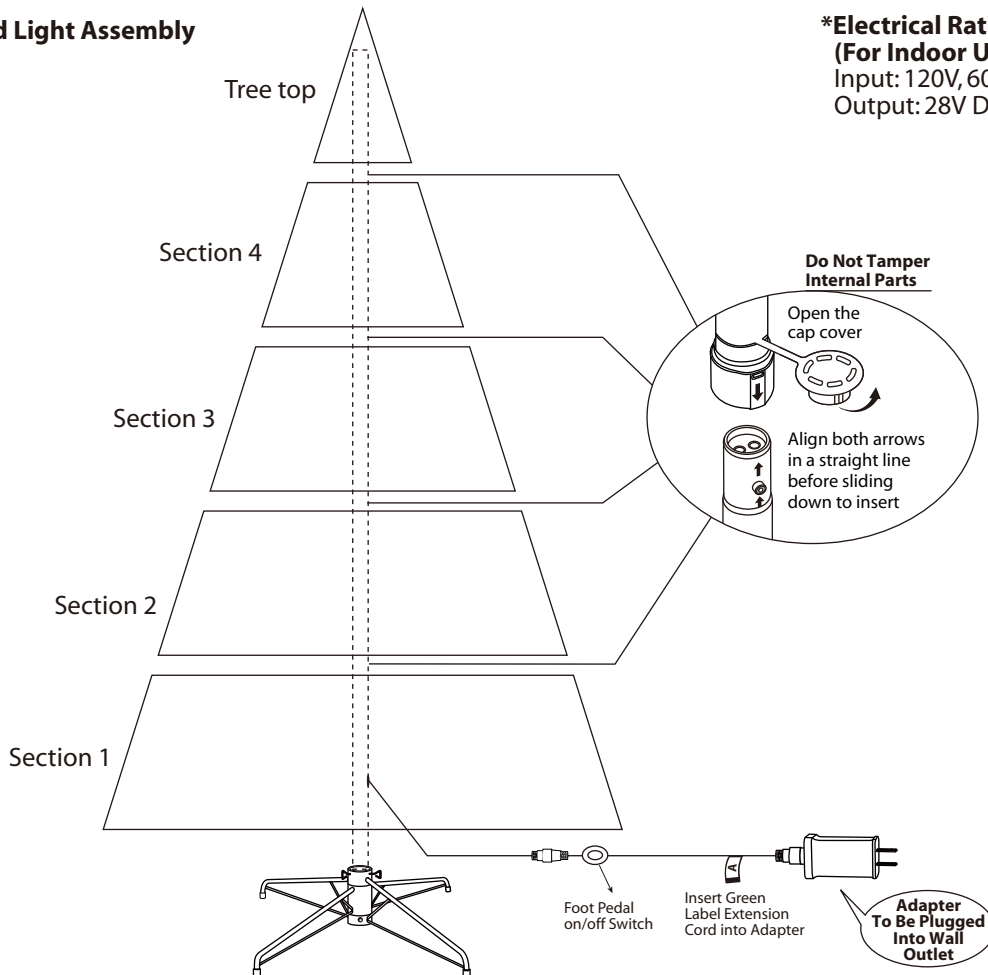 d Light Assembly
*Electrical Rati
(For Indoor U
Input: 120V, 60
Output: 28V D
Tree top
Section 4
Section 3
Section 2
Section 1
Do Not Tamper
Internal Parts
Open the
cap cover
Align both arrows
in a straight line
before sliding
down to insert
Foot Pedal
on/off Switch
A
Insert Green
Label Extension
Cord into Adapter
Adapter
To Be Plugged
Into Wall
Outlet